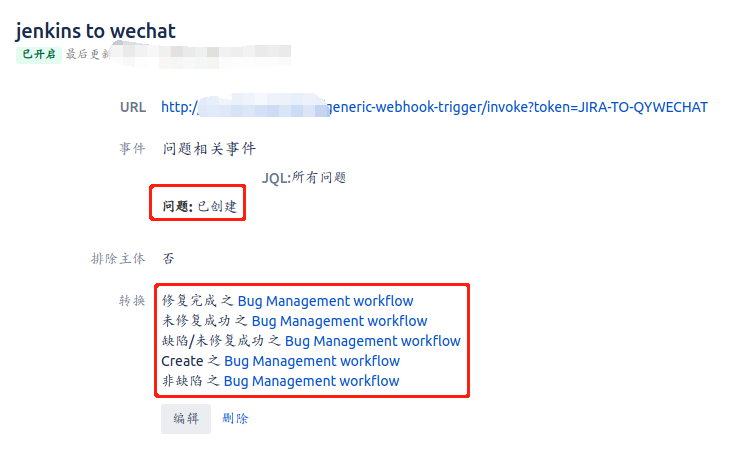 jenkins to wechat
已开启 最后更新
URL http:/ generic-webhook-trigger/invoke?token=JIRA-TO-QYWECHAT
事件 问题相关事件
JQL:所有问题
问题: 已创建
排除主体 否
转换 修复完成 之 Bug Management workflow
未修复成功 之 Bug Management workflow
缺陷/未修复成功 之 Bug Management workflow
Create 之 Bug Management workflow
非缺陷 之 Bug Management workflow
编辑 删除